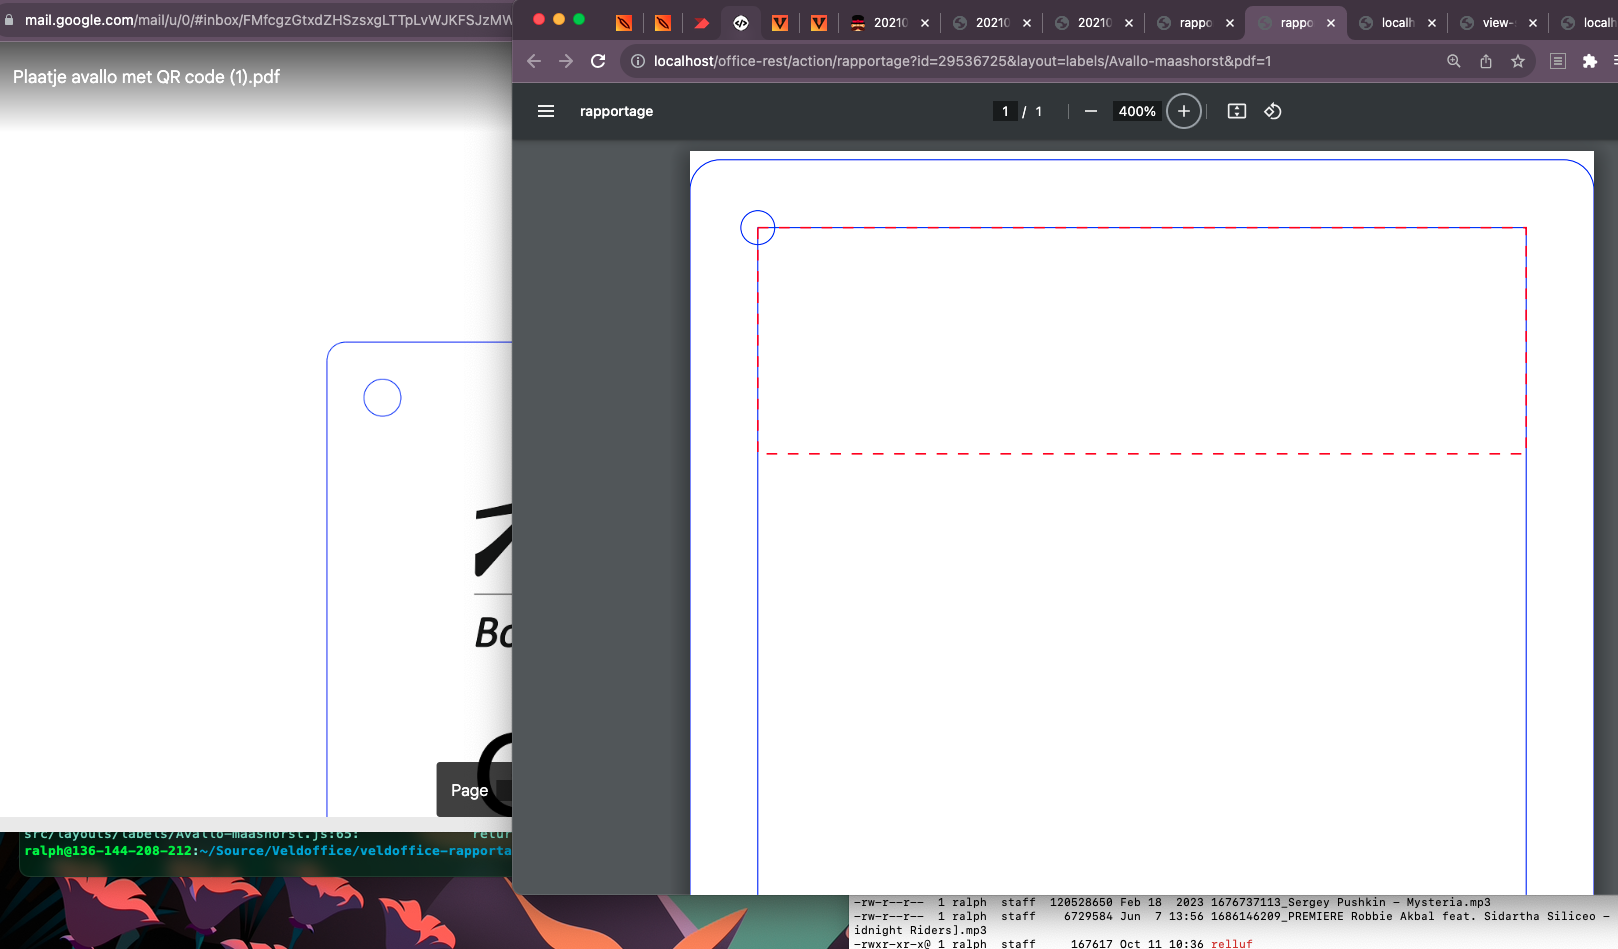 mail.google.com/mail/u/0/#inbox/FMfcgzGtxdZHSzsxgLTTpLvWJKFSJzMW
Plaatje avallo met QR code (1).pdf
Bo
Page
src/layouts/labels/Avallo-maashorst.js:65: retur
ralph@136-144-208-212:~/Source/Veldoffice/veldoffice-rapporta
20210
20210
20210
rappo
rappo
localh
view-
localh
localhost/office-rest/action/rapportage?id=29536725&layout=labels/Avallo-maashorst&pdf=1
rapportage
1 / 1
400%
-rw-r--r-- 1 ralph staff 120528650 Feb 18 2023 1676737113_Sergey Pushkin - Mysteria.mp3
-rw-r--r-- 1 ralph staff 6729584 Jun 7 13:56 1686146209_PREMIERE Robbie Akbal feat. Sidartha Siliceo -
idnight Riders].mp3
-rwxr-xr-x@ 1 ralph staff 167617 Oct 11 10:36 relluf